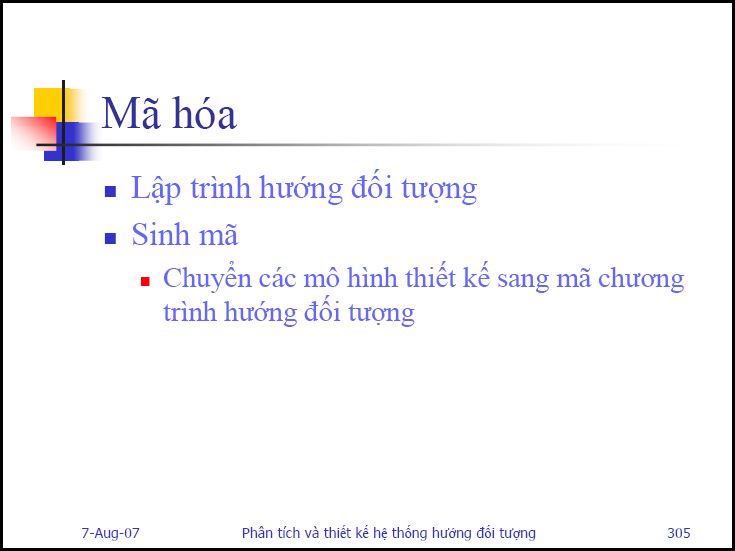 Mã hóa
Lập trình hướng đối tượng
Sinh mã
Chuyển các mô hình thiết kế sang mã chương
trình hướng đối tượng
7-Aug-07 Phân tích và thiết kế hệ thống hướng đối tượng 305